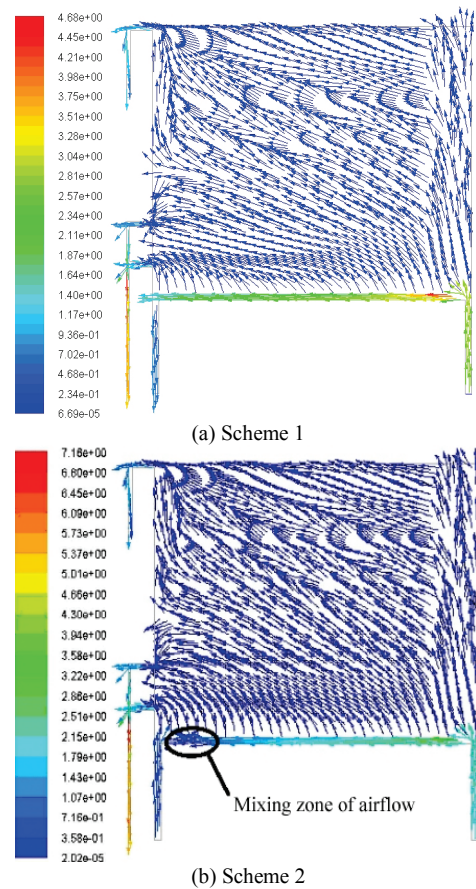 4.68e+00
4.45e+00
4.21e+00
3.98e+00
3.75e+00
3.51e+00
3.28e+00
3.04e+00
2.81e+00
2.57e+00
2.34e+00
2.11e+00
1.87e+00
1.64e+00
1.40e+00
1.17e+00
9.36e-01
7.02e-01
4.68e-01
2.34e-01
6.69e-05
(a) Scheme 1
7.16e+00
6.80e+00
6.45e+00
6.09e+00
5.73e+00
5.37e+00
5.01e+00
4.66e+00
4.30e+00
3.94e+00
3.58e+00
3.22e+00
2.86e+00
2.51e+00
2.15e+00
1.79e+00
1.43e+00
1.07e+00
7.16e-01
3.58e-01
2.02e-05
Mixing zone of airflow
(b) Scheme 2